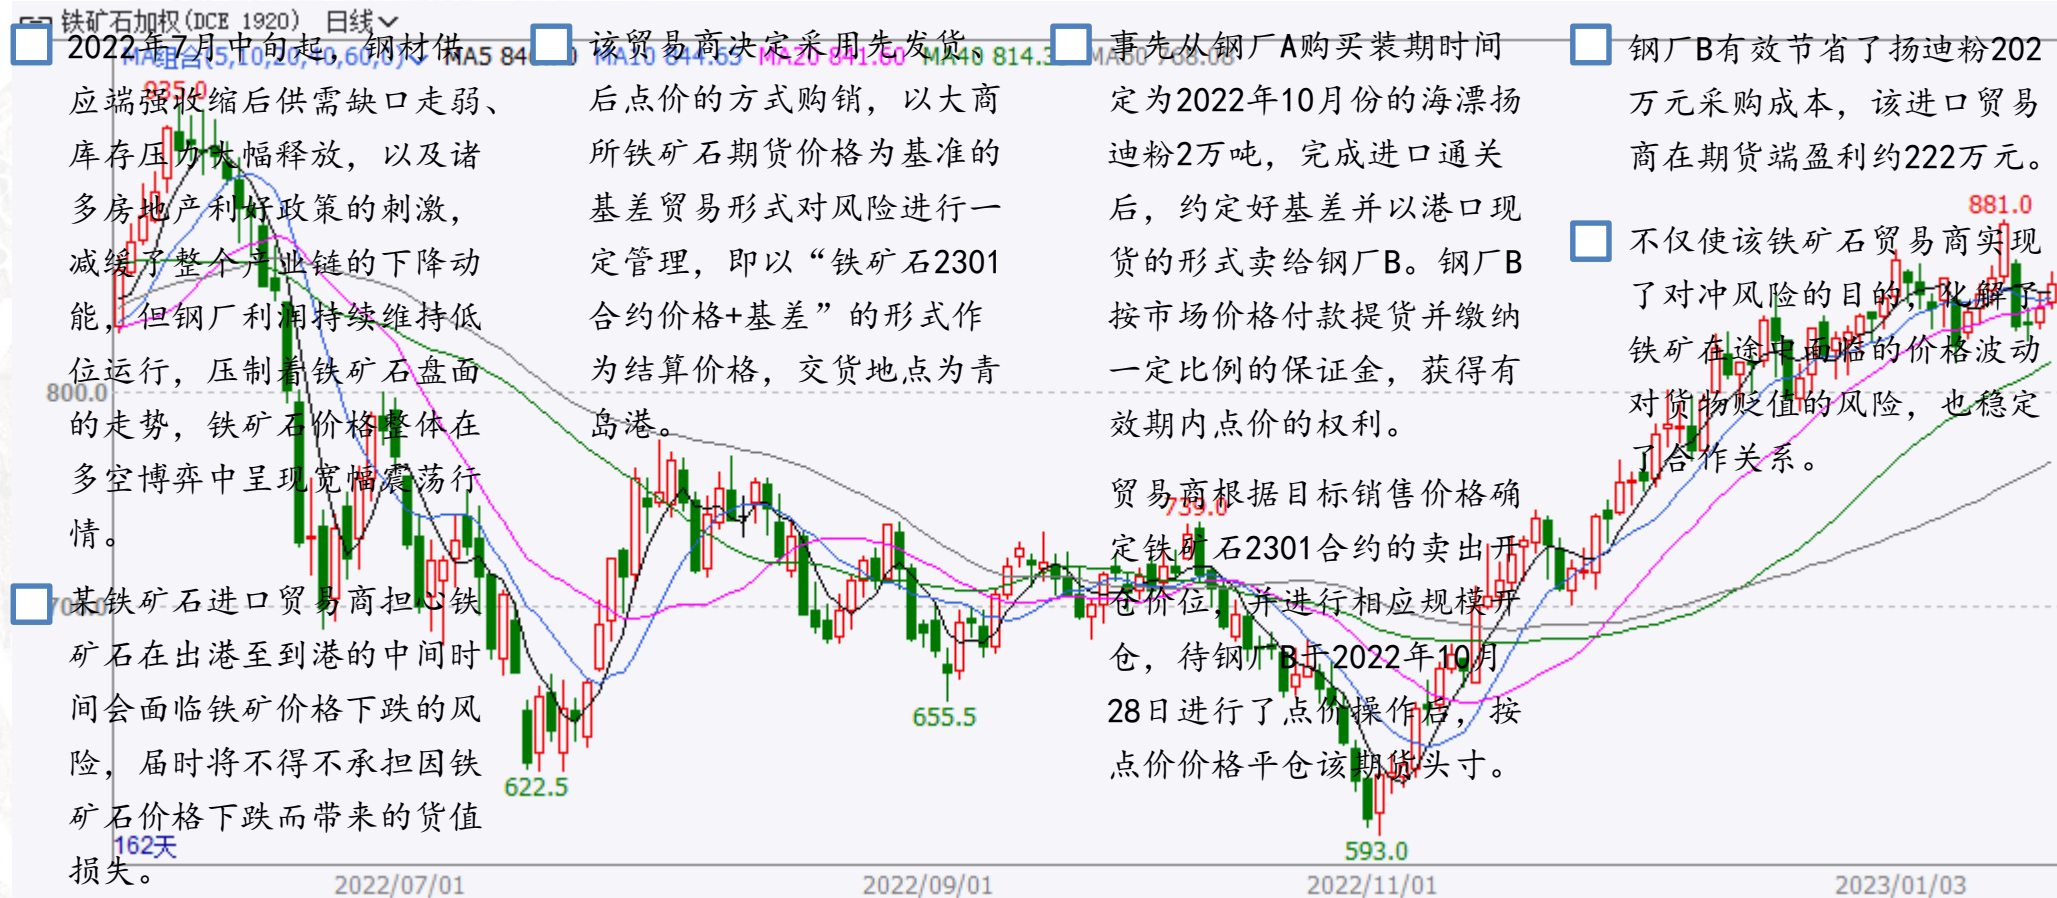 铁矿石加权(DCE 1920) 日线
MA组合(5,10,20,40,60,0) MA5 84 MA10 844.65 MA20 841.60 MA40 814.3 MA60 768.08
2022年7月中旬起，钢材供
应端强收缩后供需缺口走弱、
库存压力大幅释放，以及诸
多房地产利好政策的刺激，
减缓了整个产业链的下降动
能，但钢厂利润持续维持低
位运行，压制着铁矿石盘面
的走势，铁矿石价格整体在
多空博弈中呈现宽幅震荡行
情。
某铁矿石进口贸易商担心铁
矿石在出港至到港的中间时
间会面临铁矿价格下跌的风
险，届时将不得不承担因铁
矿石价格下跌而带来的货值
损失。
该贸易商决定采用先发货、
后点价的方式购销，以大商
所铁矿石期货价格为基准的
基差贸易形式对风险进行一
定管理，即以“铁矿石2301
合约价格+基差”的形式作
为结算价格，交货地点为青
岛港。
事先从钢厂A购买装期时间
定为2022年10月份的海漂扬
迪粉2万吨，完成进口通关
后，约定好基差并以港口现
货的形式卖给钢厂B。钢厂B
按市场价格付款提货并缴纳
一定比例的保证金，获得有
效期内点价的权利。
贸易商根据目标销售价格确
定铁矿石2301合约的卖出开
仓价位，并进行相应规模开
仓，待钢厂B于2022年10月
28日进行了点价操作后，按
点价价格平仓该期货头寸。
钢厂B有效节省了扬迪粉202
万元采购成本，该进口贸易
商在期货端盈利约222万元。
不仅使该铁矿石贸易商实现
了对冲风险的目的，化解了
铁矿在途中面临的价格波动
对货物贬值的风险，也稳定
了合作关系。
935.0
881.0
800.0
739.0
700.0
655.5
622.5
593.0
162天
2022/07/01
2022/09/01
2022/11/01
2023/01/03